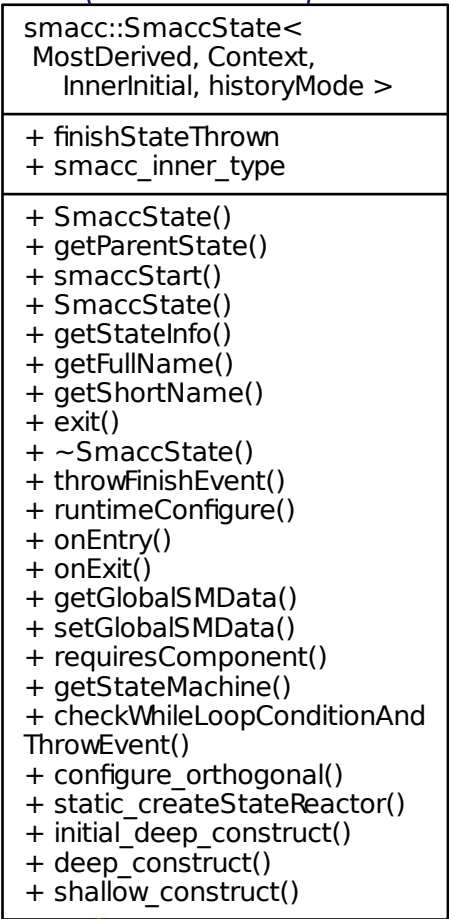 smacc::SmaccState<
MostDerived, Context,
InnerInitial, historyMode >
+ finishStateThrown
+ smacc_inner_type
+ SmaccState()
+ getParentState()
+ smaccStart()
+ SmaccState()
+ getStateInfo()
+ getFullName()
+ getShortName()
+ exit()
+ ~SmaccState()
+ throwFinishEvent()
+ runtimeConfigure()
+ onEntry()
+ onExit()
+ getGlobalSMData()
+ setGlobalSMData()
+ requiresComponent()
+ getStateMachine()
+ checkWhileLoopConditionAnd
ThrowEvent()
+ configure_orthogonal()
+ static_createStateReactor()
+ initial_deep_construct()
+ deep_construct()
+ shallow_construct()